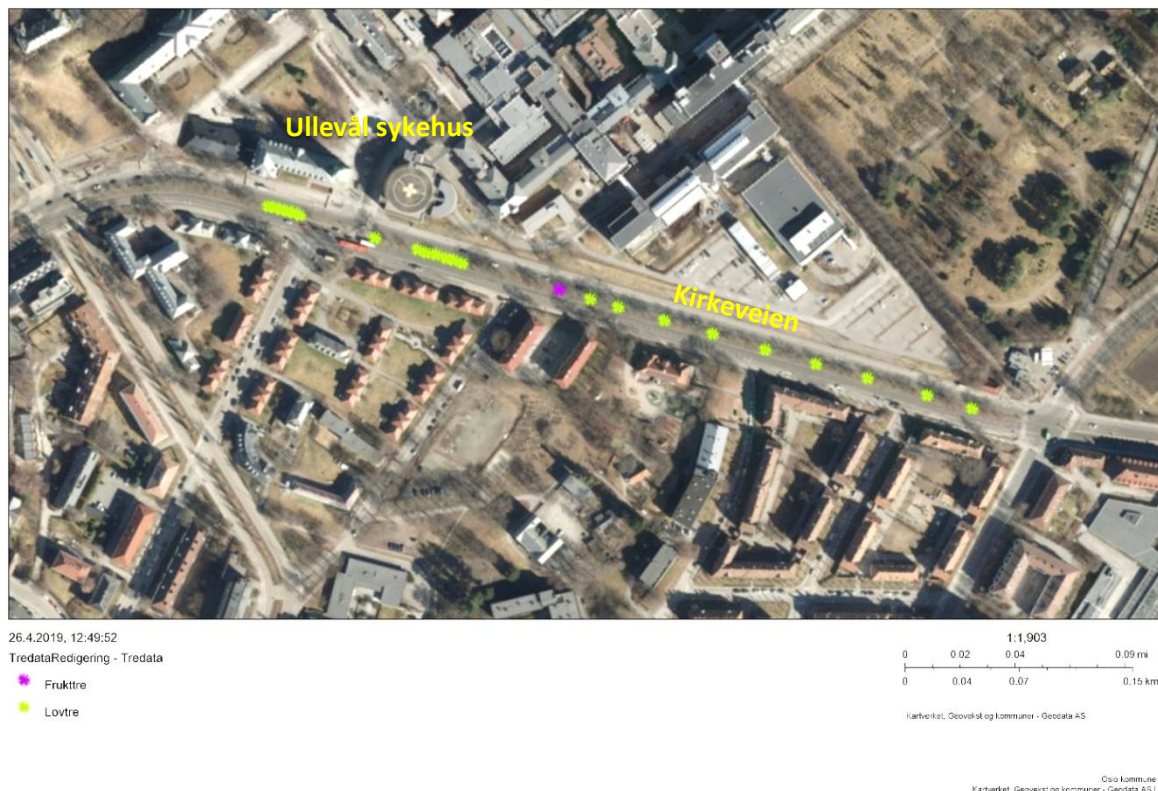 Ullevål sykehus
Kirkeveien
26.4.2019, 12:49:52
TredataRedigering - Tredata
Frukttre
Lovtre
1:1,903
0 0.02 0.04 0.09 mi
0 0.04 0.07 0.15 km
Kartverket, Geovekst og kommuner - Geodata AS
Oslo kommune
Kartverket, Geovekst og kommuner - Geodata AS |